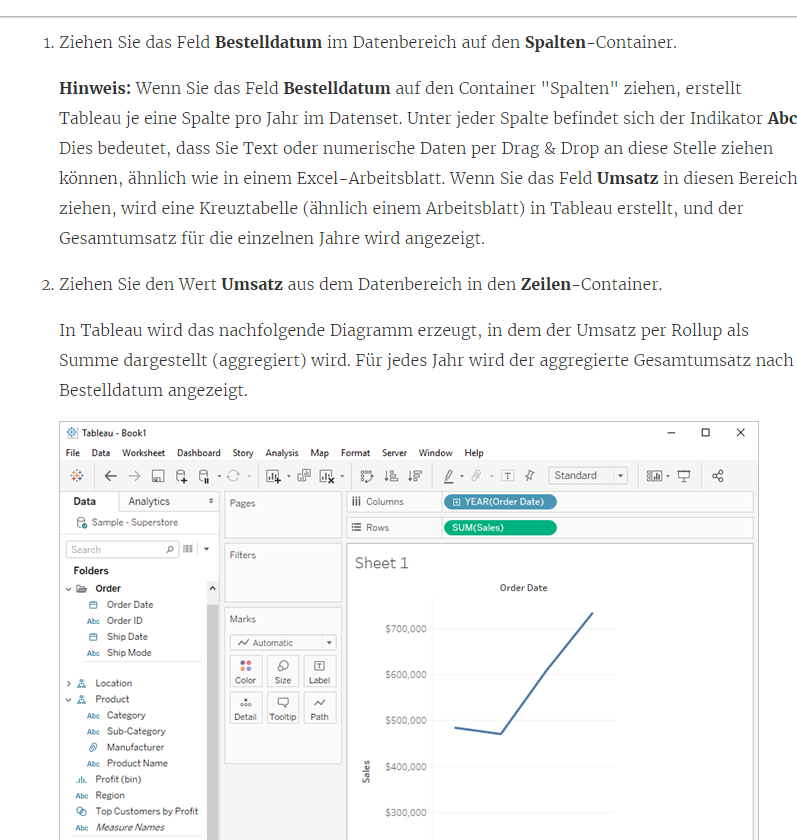 1. Ziehen Sie das Feld Bestelldatum im Datenbereich auf den Spalten-Container.
Hinweis: Wenn Sie das Feld Bestelldatum auf den Container "Spalten" ziehen, erstellt
Tableau je eine Spalte pro Jahr im Datenset. Unter jeder Spalte befindet sich der Indikator Abc
Dies bedeutet, dass Sie Text oder numerische Daten per Drag & Drop an diese Stelle ziehen
können, ähnlich wie in einem Excel-Arbeitsblatt. Wenn Sie das Feld Umsatz in diesen Bereich
ziehen, wird eine Kreuztabelle (ähnlich einem Arbeitsblatt) in Tableau erstellt, und der
Gesamtumsatz für die einzelnen Jahre wird angezeigt.
2. Ziehen Sie den Wert Umsatz aus dem Datenbereich in den Zeilen-Container.
In Tableau wird das nachfolgende Diagramm erzeugt, in dem der Umsatz per Rollup als
Summe dargestellt (aggregiert) wird. Für jedes Jahr wird der aggregierte Gesamtumsatz nach
Bestelldatum angezeigt.
Tableau - Book1
File Data Worksheet Dashboard Story Analysis Map Format Server Window Help
Standard
Data Analytics
Sample - Superstore
Search
Folders
Order
Order Date
Abc Order ID
Ship Date
Abc Ship Mode
Location
Product
Abc Category
Abc Sub-Category
Manufacturer
Abc Product Name
Profit (bin)
Abc Region
Top Customers by Profit
Abc Measure Names
Pages
Filters
Marks
Automatic
Color Size Label
Detail Tooltip Path
Columns YEAR(Order Date)
Rows SUM(Sales)
Sheet 1
Order Date
$700,000
$600,000
$500,000
$400,000
$300,000
Sales